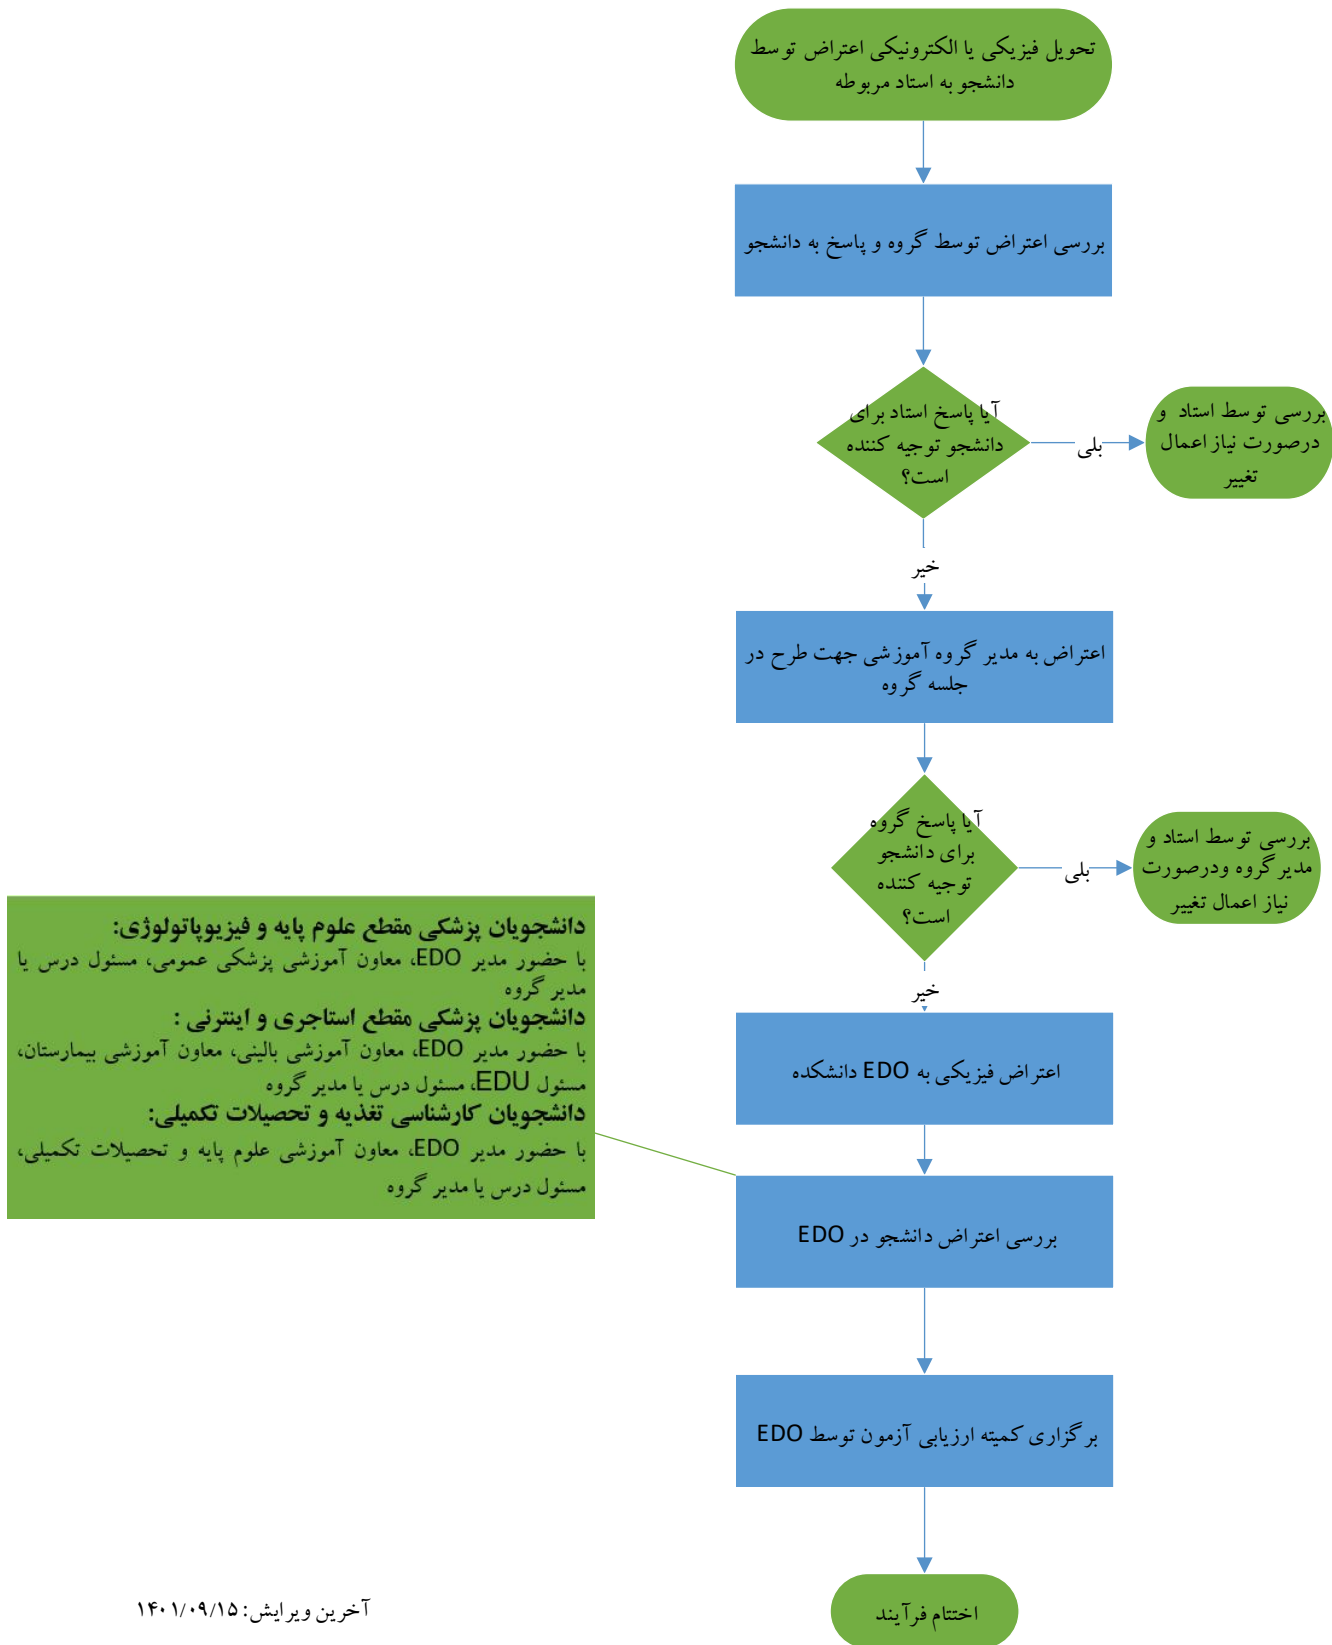 تحویل فیزیکی یا الکترونیکی اعتراض توسط
دانشجو به استاد مربوطه
بررسی اعتراض توسط گروه و پاسخ به دانشجو
آیا پاسخ استاد برای
دانشجو توجیه کننده
است؟
بلی
بررسی توسط استاد و
درصورت نیاز اعمال
تغییر
خیر
اعتراض به مدیر گروه آموزشی جهت طرح در
جلسه گروه
آیا پاسخ گروه
برای دانشجو
توجیه کننده
است؟
بلی
بررسی توسط استاد و
مدیر گروه ودرصورت
نیاز اعمال تغییر
خیر
اعتراض فیزیکی به EDO دانشکده
دانشجویان پزشکی مقطع علوم پایه و فیزیوپاتولوژی:
با حضور مدیر EDO، معاون آموزشی پزشکی عمومی، مسئول درس یا
مدیر گروه
دانشجویان پزشکی مقطع استاجری و اینترنی :
با حضور مدیر EDO، معاون آموزشی بالینی، معاون آموزشی بیمارستان،
مسئول EDU، مسئول درس یا مدیر گروه
دانشجویان کارشناسی تغذیه و تحصیلات تکمیلی:
با حضور مدیر EDO، معاون آموزشی علوم پایه و تحصیلات تکمیلی،
مسئول درس یا مدیر گروه
بررسی اعتراض دانشجو در EDO
برگزاری کمیته ارزیابی آزمون توسط EDO
اختتام فرآیند
آخرین ویرایش: ۱۴۰۱/۰۹/۱۵